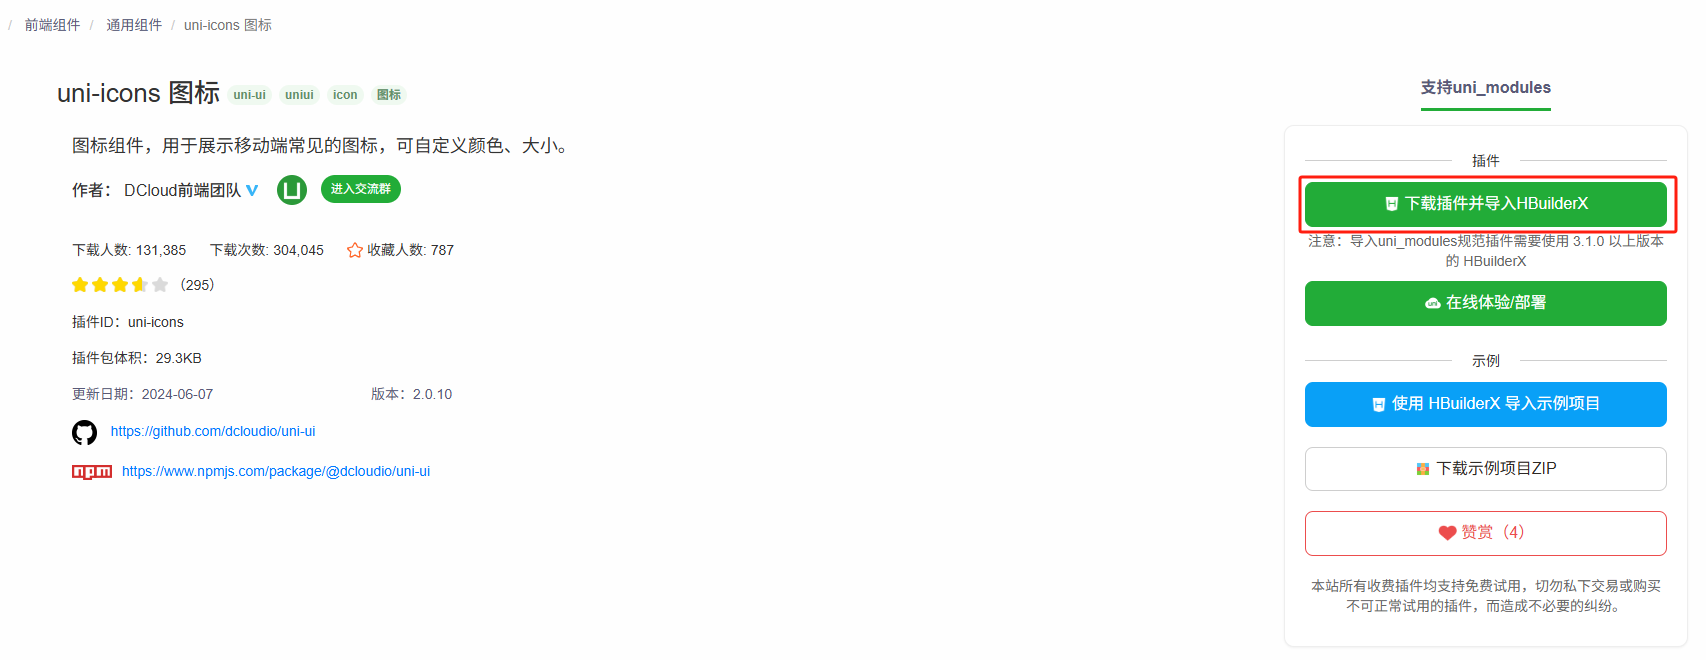 / 前端组件 / 通用组件 / uni-icons 图标
uni-icons 图标 uni-ui uniui icon 图标
图标组件，用于展示移动端常见的图标，可自定义颜色、大小。
作者： DCloud前端团队 进入交流群
下载人数: 131,385 下载次数: 304,045 收藏人数: 787
（295）
插件ID：uni-icons
插件包体积：29.3KB
更新日期：2024-06-07 版本：2.0.10
https://github.com/dcloudio/uni-ui
npm https://www.npmjs.com/package/@dcloudio/uni-ui
支持uni_modules
插件
下载插件并导入HBuilderX
注意：导入uni_modules规范插件需要使用 3.1.0 以上版本
的 HBuilderX
在线体验/部署
示例
使用 HBuilderX 导入示例项目
下载示例项目ZIP
赞赏（4）
本站所有收费插件均支持免费试用，切勿私下交易或购买
不可正常试用的插件，而造成不必要的纠纷。